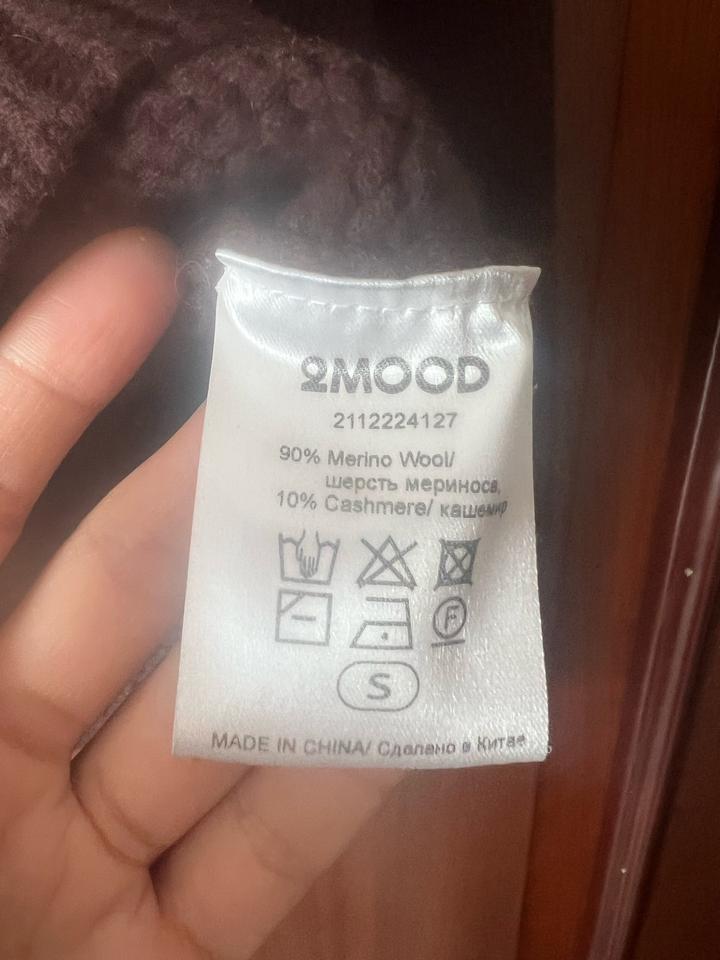 2MOOD
2112224127
90% Merino Wool/
шерсть мериноса,
10% Cashmere/ кашемир
F
S
MADE IN CHINA/ Сделано в Китае